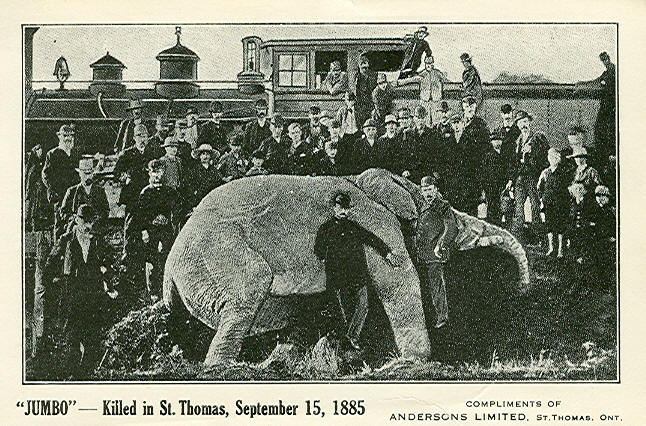 "JUMBO"— Killed in St. Thomas, September 15, 1885
COMPLIMENTS OF
ANDERSONS LIMITED, ST. THOMAS, ONT.